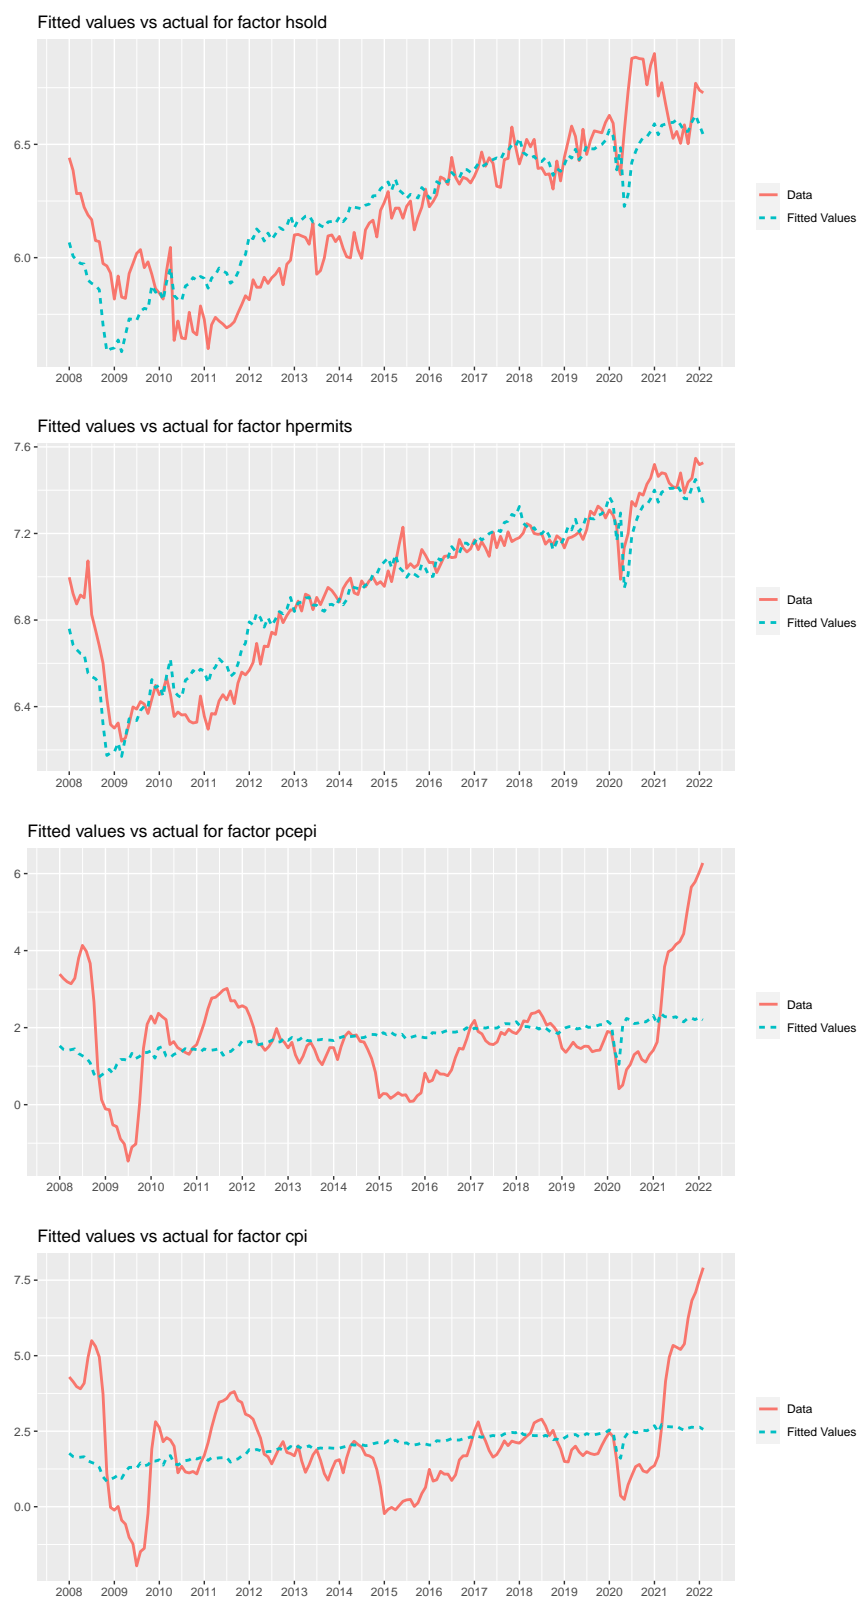 Fitted values vs actual for factor hsold
6.5
6.0
2008 2009 2010 2011 2012 2013 2014 2015 2016 2017 2018 2019 2020 2021 2022
Data
Fitted Values
Fitted values vs actual for factor hpermits
7.6
7.2
6.8
6.4
2008 2009 2010 2011 2012 2013 2014 2015 2016 2017 2018 2019 2020 2021 2022
Data
Fitted Values
Fitted values vs actual for factor pcepi
6
4
2
0
2008 2009 2010 2011 2012 2013 2014 2015 2016 2017 2018 2019 2020 2021 2022
Data
Fitted Values
Fitted values vs actual for factor cpi
7.5
5.0
2.5
0.0
2008 2009 2010 2011 2012 2013 2014 2015 2016 2017 2018 2019 2020 2021 2022
Data
Fitted Values